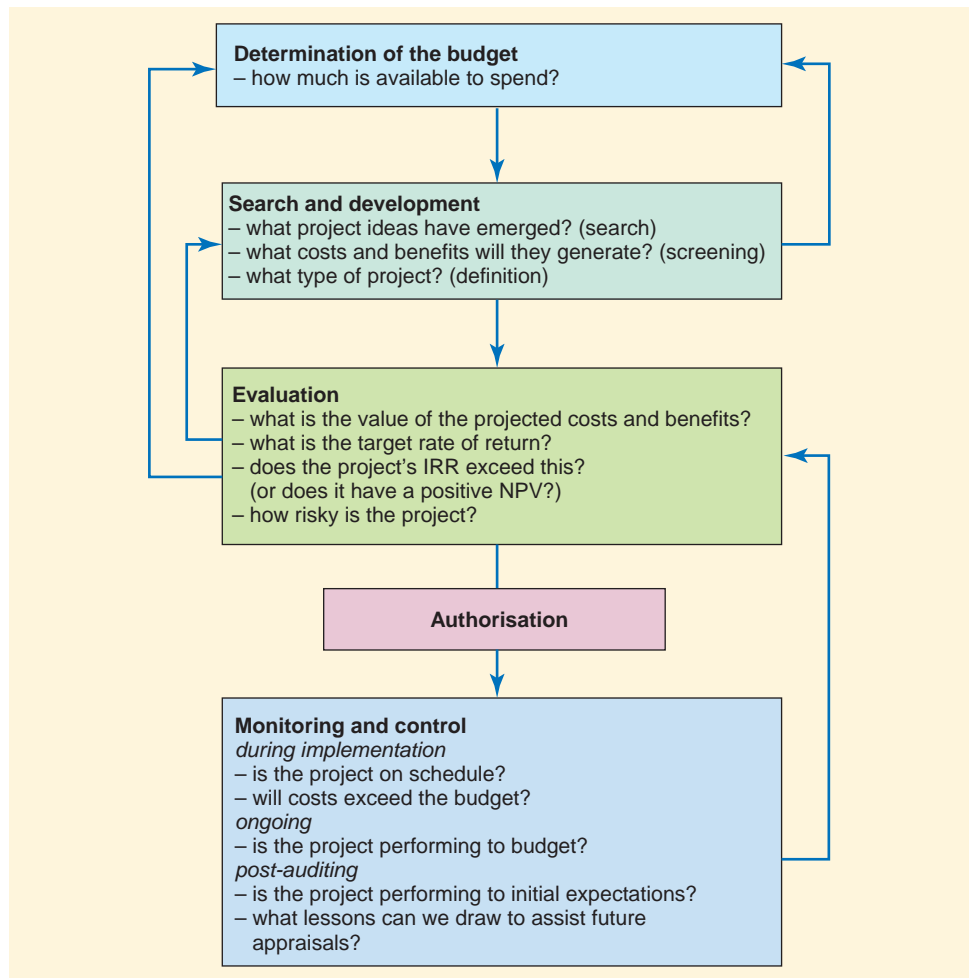 Determination of the budget
– how much is available to spend?
Search and development
– what project ideas have emerged? (search)
– what costs and benefits will they generate? (screening)
– what type of project? (definition)
Evaluation
– what is the value of the projected costs and benefits?
– what is the target rate of return?
– does the project's IRR exceed this?
(or does it have a positive NPV?)
– how risky is the project?
Authorisation
Monitoring and control
during implementation
– is the project on schedule?
– will costs exceed the budget?
ongoing
– is the project performing to budget?
post-auditing
– is the project performing to initial expectations?
– what lessons can we draw to assist future
appraisals?